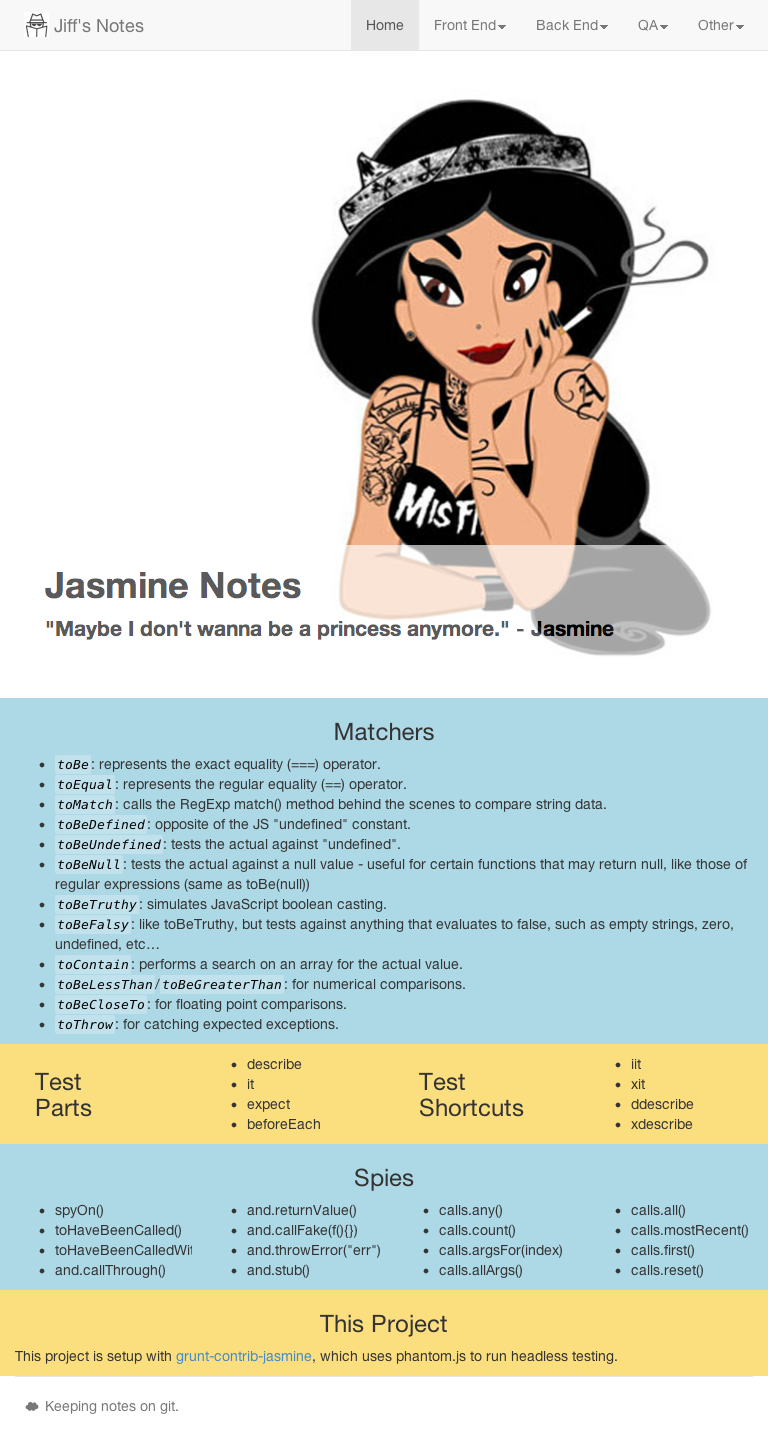 Jiff's Notes
Home
Front End
Back End
QA
Other
Daddy
A
MISFI
Jasmine Notes
"Maybe I don't wanna be a princess anymore." - Jasmine
Matchers
toBe: represents the exact equality (===) operator.
toEqual: represents the regular equality (==) operator.
toMatch: calls the RegExp match() method behind the scenes to compare string data.
toBeDefined: opposite of the JS "undefined" constant.
toBeUndefined: tests the actual against "undefined".
toBeNull: tests the actual against a null value - useful for certain functions that may return null, like those of
regular expressions (same as toBe(null))
toBeTruthy: simulates JavaScript boolean casting.
toBeFalsy: like toBeTruthy, but tests against anything that evaluates to false, such as empty strings, zero,
undefined, etc…
toContain: performs a search on an array for the actual value.
toBeLessThan/toBeGreaterThan: for numerical comparisons.
toBeCloseTo: for floating point comparisons.
toThrow: for catching expected exceptions.
Test
Parts
describe
it
expect
beforeEach
Test
Shortcuts
iit
xit
ddescribe
xdescribe
Spies
spyOn()
toHaveBeenCalled()
toHaveBeenCalledWit
and.callThrough()
and.returnValue()
and.callFake(f(){})
and.throwError("err")
and.stub()
calls.any()
calls.count()
calls.argsFor(index)
calls.allArgs()
calls.all()
calls.mostRecent()
calls.first()
calls.reset()
This Project
This project is setup with grunt-contrib-jasmine, which uses phantom.js to run headless testing.
Keeping notes on git.